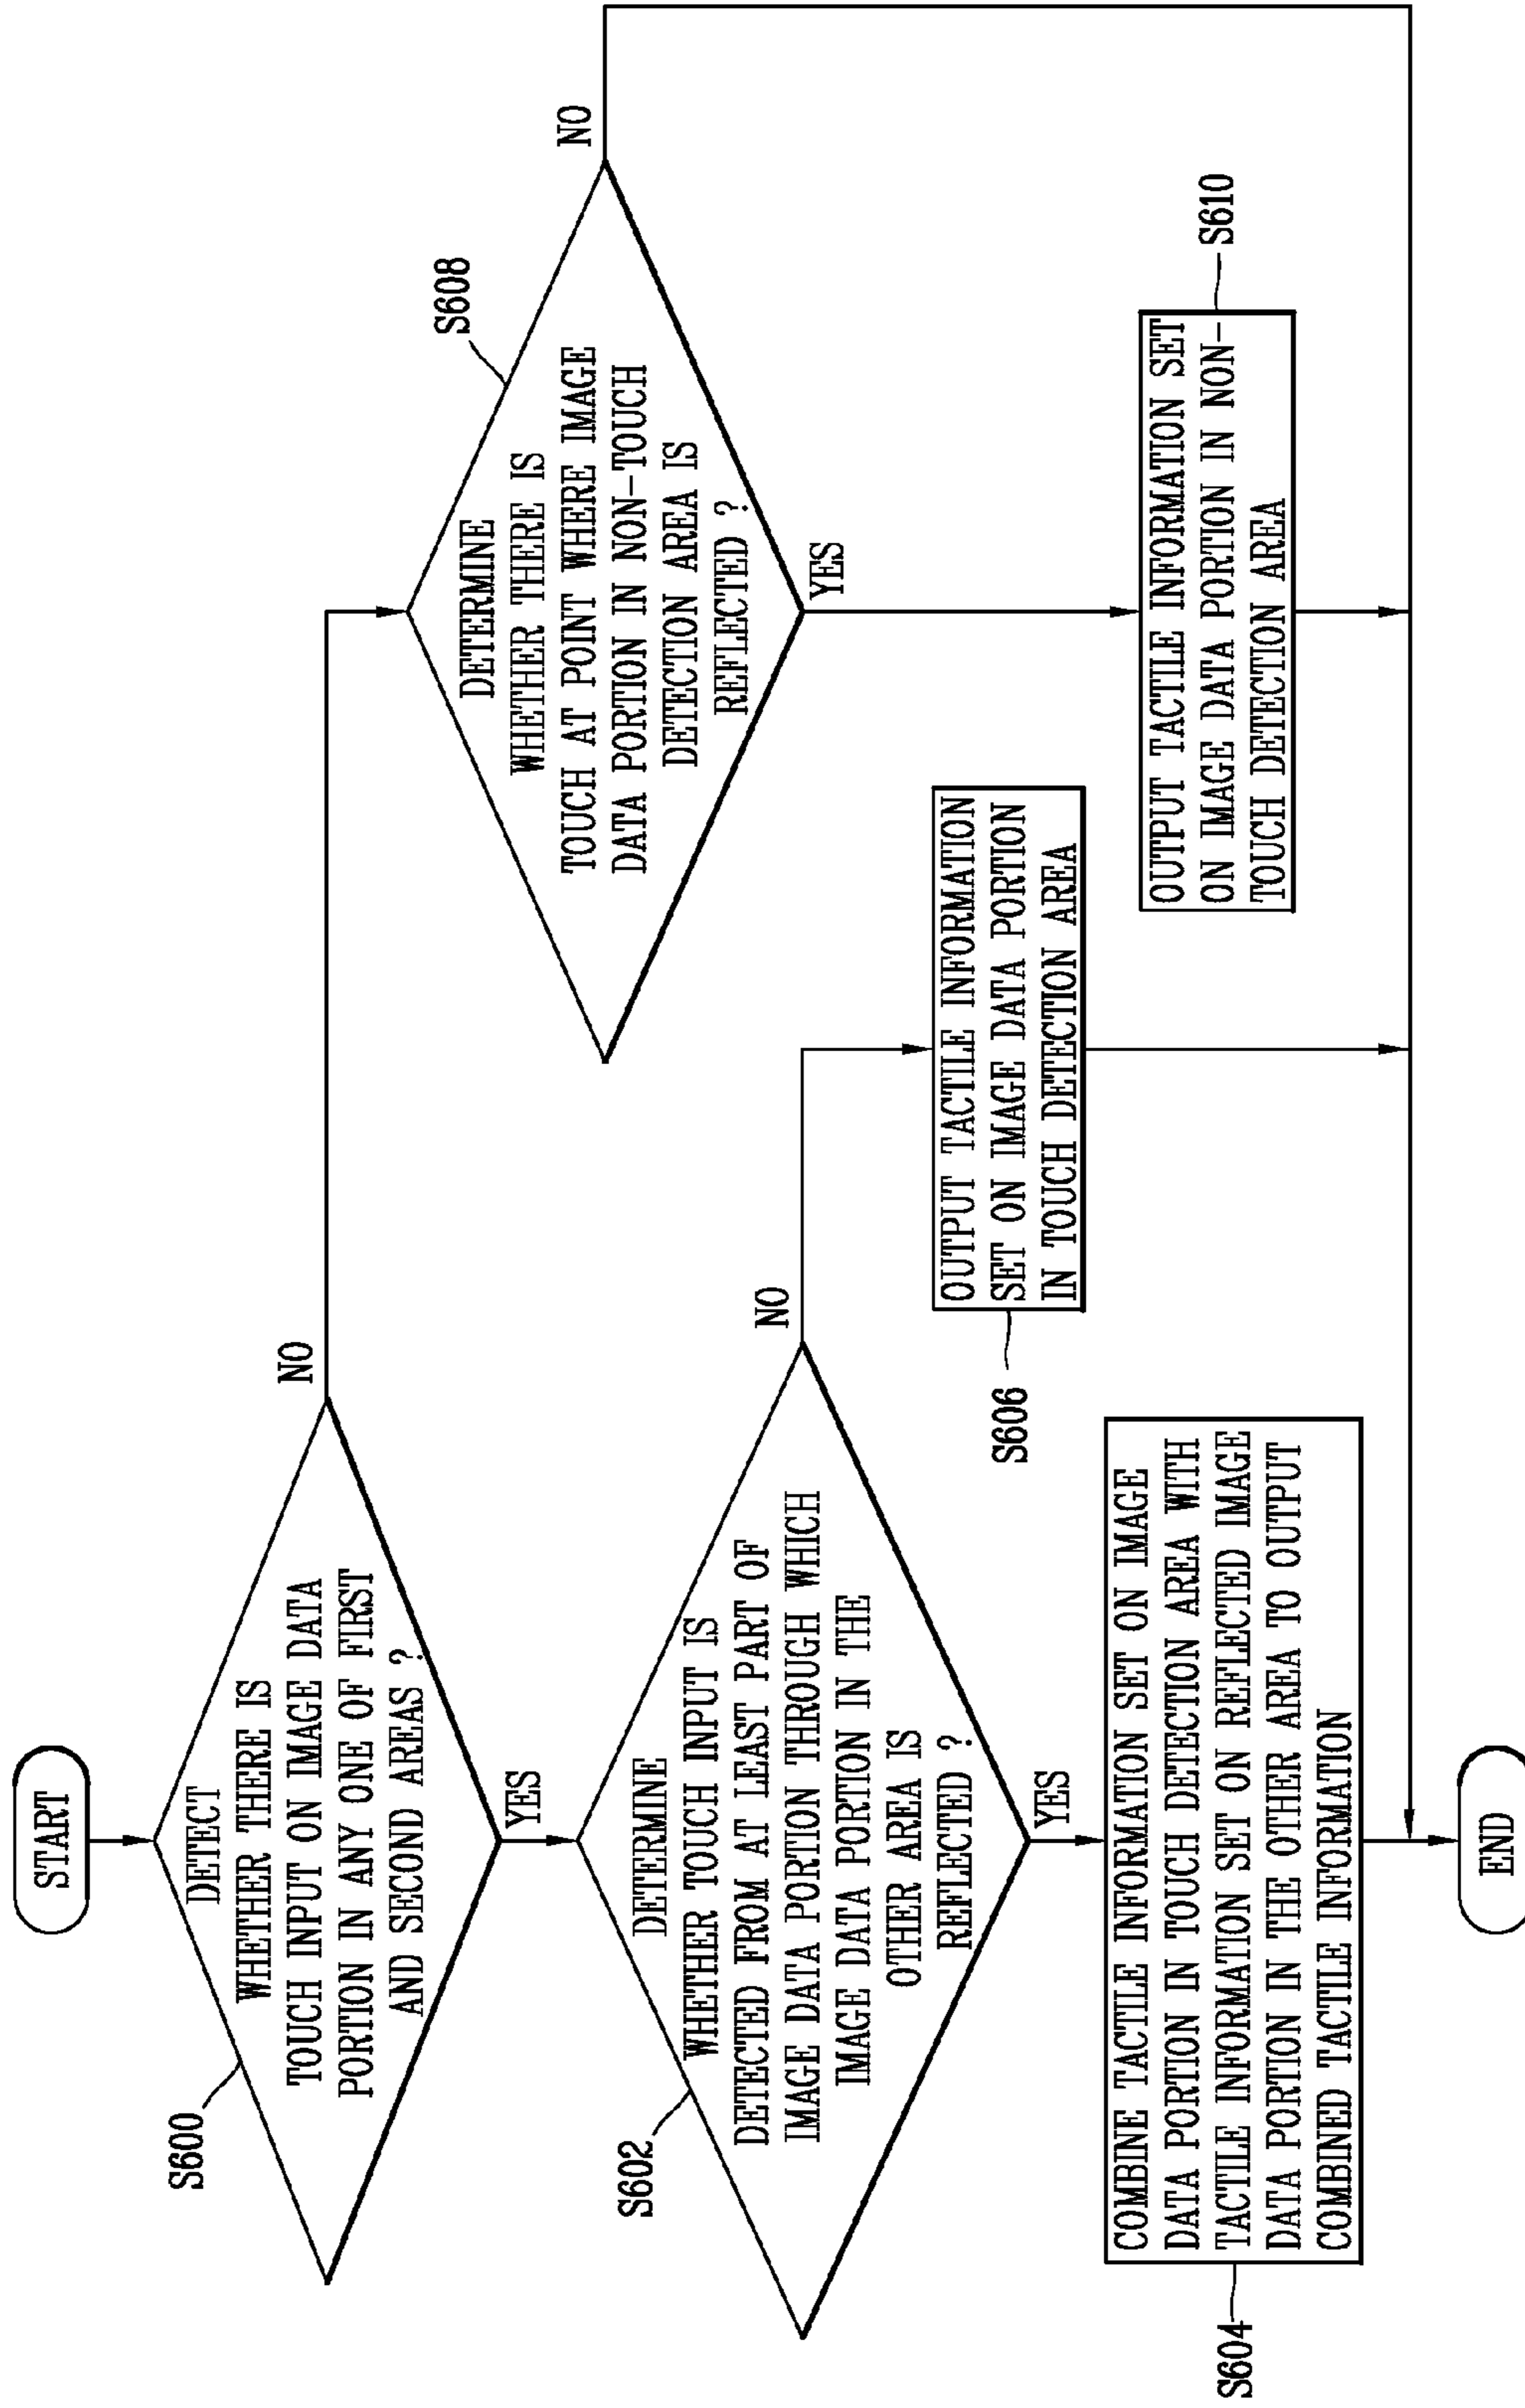 START
S600
DETECT
WHETHER THERE IS
TOUCH INPUT ON IMAGE DATA
PORTION IN ANY ONE OF FIRST
AND SECOND AREAS ?
NO
YES
S602
DETERMINE
WHETHER TOUCH INPUT IS
DETECTED FROM AT LEAST PART OF
IMAGE DATA PORTION THROUGH WHICH
IMAGE DATA PORTION IN THE
OTHER AREA IS
REFLECTED ?
NO
YES
S604
COMBINE TACTILE INFORMATION SET ON IMAGE
DATA PORTION IN TOUCH DETECTION AREA WITH
TACTILE INFORMATION SET ON REFLECTED IMAGE
DATA PORTION IN THE OTHER AREA TO OUTPUT
COMBINED TACTILE INFORMATION
S606
OUTPUT TACTILE INFORMATION
SET ON IMAGE DATA PORTION
IN TOUCH DETECTION AREA
S608
DETERMINE
WHETHER THERE IS
TOUCH AT POINT WHERE IMAGE
DATA PORTION IN NON-TOUCH
DETECTION AREA IS
REFLECTED ?
NO
YES
S610
OUTPUT TACTILE INFORMATION SET
ON IMAGE DATA PORTION IN NON-
TOUCH DETECTION AREA
END